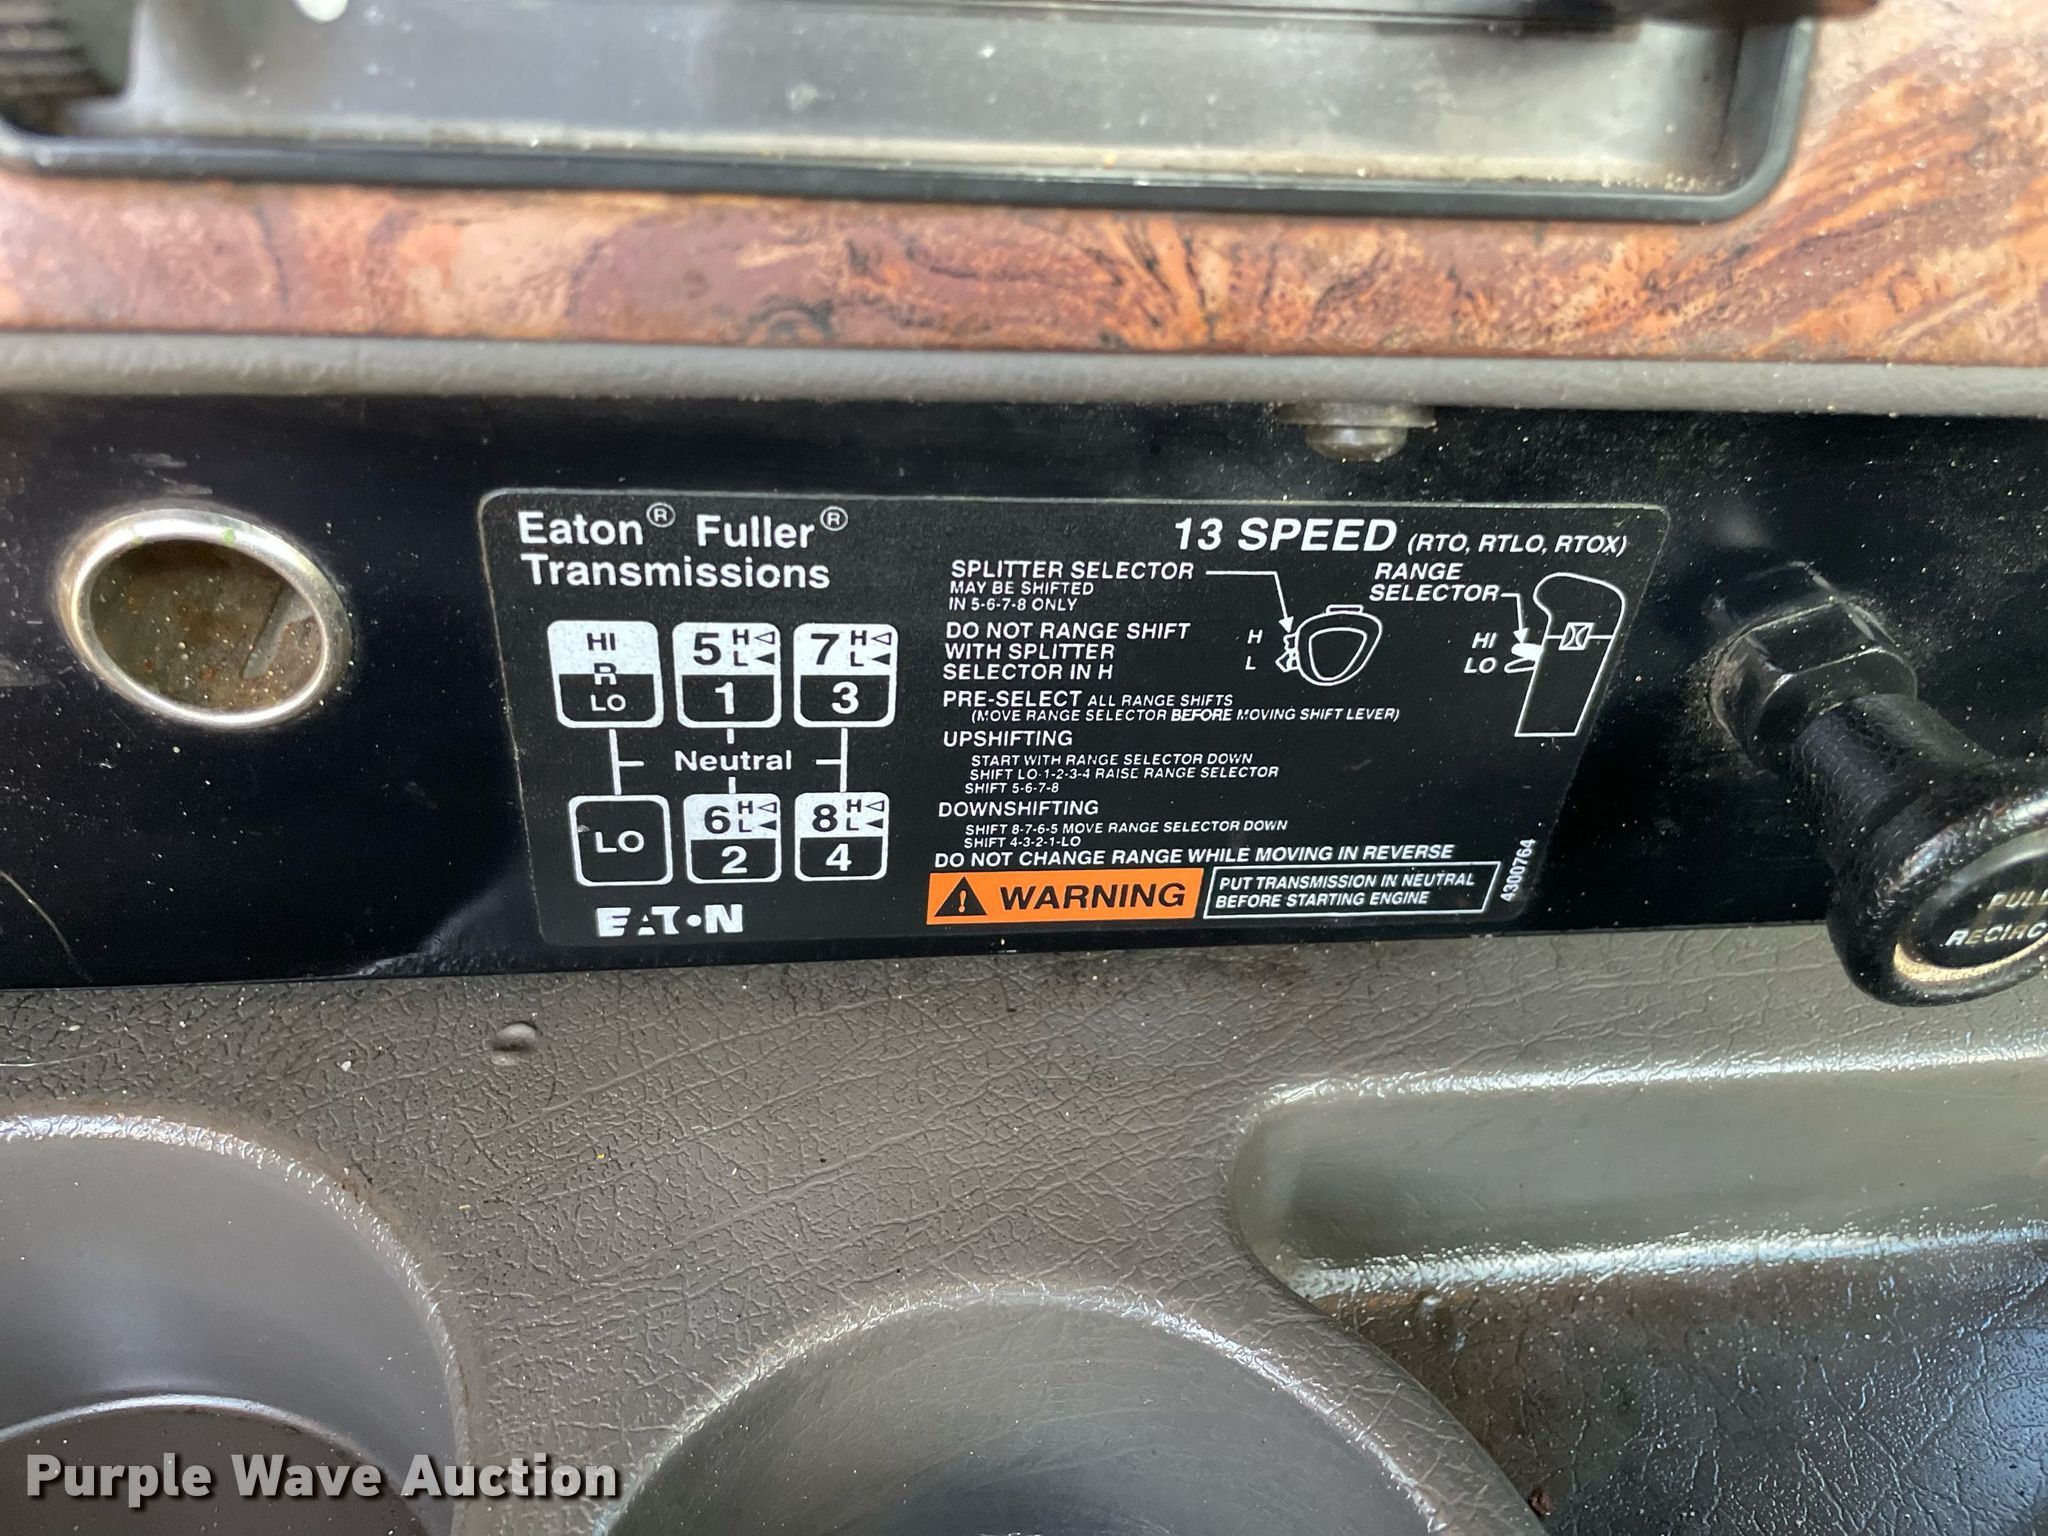 Eaton® Fuller®
Transmissions
13 SPEED (RTO, RTLO, RTOX)
SPLITTER SELECTOR
MAY BE SHIFTED
IN 5-6-7-8 ONLY
DO NOT RANGE SHIFT
WITH SPLITTER
SELECTOR IN H
H
L
RANGE
SELECTOR
HI
LO
PRE-SELECT ALL RANGE SHIFTS
(MOVE RANGE SELECTOR BEFORE MOVING SHIFT LEVER)
UPSHIFTING
START WITH RANGE SELECTOR DOWN
SHIFT LO-1-2-3-4 RAISE RANGE SELECTOR
SHIFT 5-6-7-8
DOWNSHIFTING
SHIFT 8-7-6-5 MOVE RANGE SELECTOR DOWN
SHIFT 4-3-2-1-LO
DO NOT CHANGE RANGE WHILE MOVING IN REVERSE
WARNING
PUT TRANSMISSION IN NEUTRAL
BEFORE STARTING ENGINE
4300764
HI
R
LO
5 H L
1
7 H L
3
Neutral
LO
6 H L
2
8 H L
4
EATON
PULL
RECIRC
Purple Wave Auction